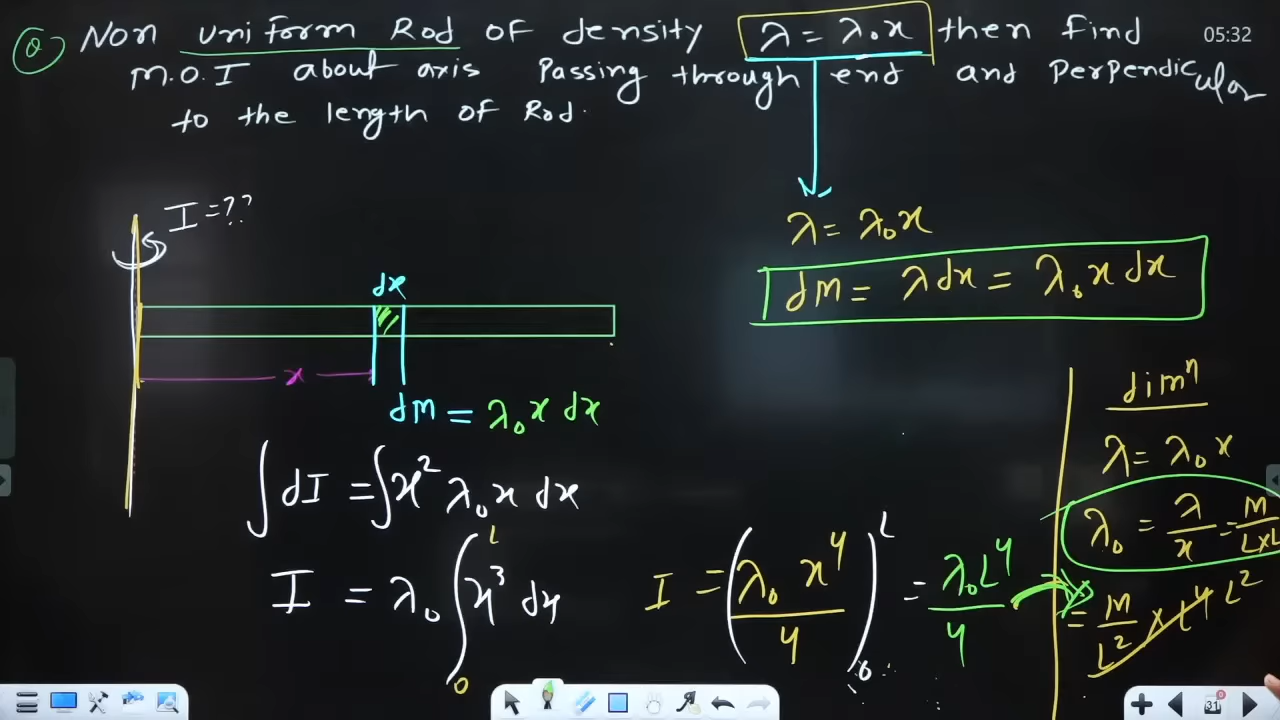 Q Non uniform Rod of density λ = λ₀x then find
05:32
M.O.I about axis Passing through end and Perpendicular
to the length of Rod.
I = ??
λ = λ₀x
dM = λdx = λ₀x dx
dx
x
dM = λ₀x dx
∫dI = ∫x² λ₀x dx
I = λ₀ ∫₀ᴸ x³ dx
I = (λ₀ x⁴/4)₀ᴸ = λ₀L⁴/4
dimⁿ
λ = λ₀x
λ₀ = λ/x = M/L×L
= M/L² × L⁴ L²
31